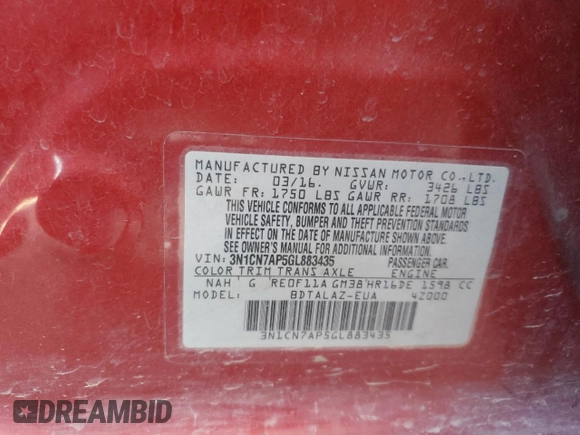 MANUFACTURED BY NISSAN MOTOR CO.,LTD.
DATE: 03/16. GVWR: 3426 LBS
GAWR FR: 1750 LBS GAWR RR: 1708 LBS
THIS VEHICLE CONFORMS TO ALL APPLICABLE FEDERAL MOTOR
VEHICLE SAFETY, BUMPER AND THEFT PREVENTION STANDARDS
IN EFFECT ON THE DATE OF MANUFACTURE SHOWN ABOVE.
SEE OWNER'S MANUAL FOR ADDITIONAL INFORMATION.
VIN: 3N1CN7AP5GL883435 PASSENGER CAR.
COLOR TRIM TRANS AXLE ENGINE
NAH G RE0F11A GM38 HR16DE 1598 CC
MODEL: BDTALAZ-EUA 42000
3N1CN7AP5GL883435
DREAMBID